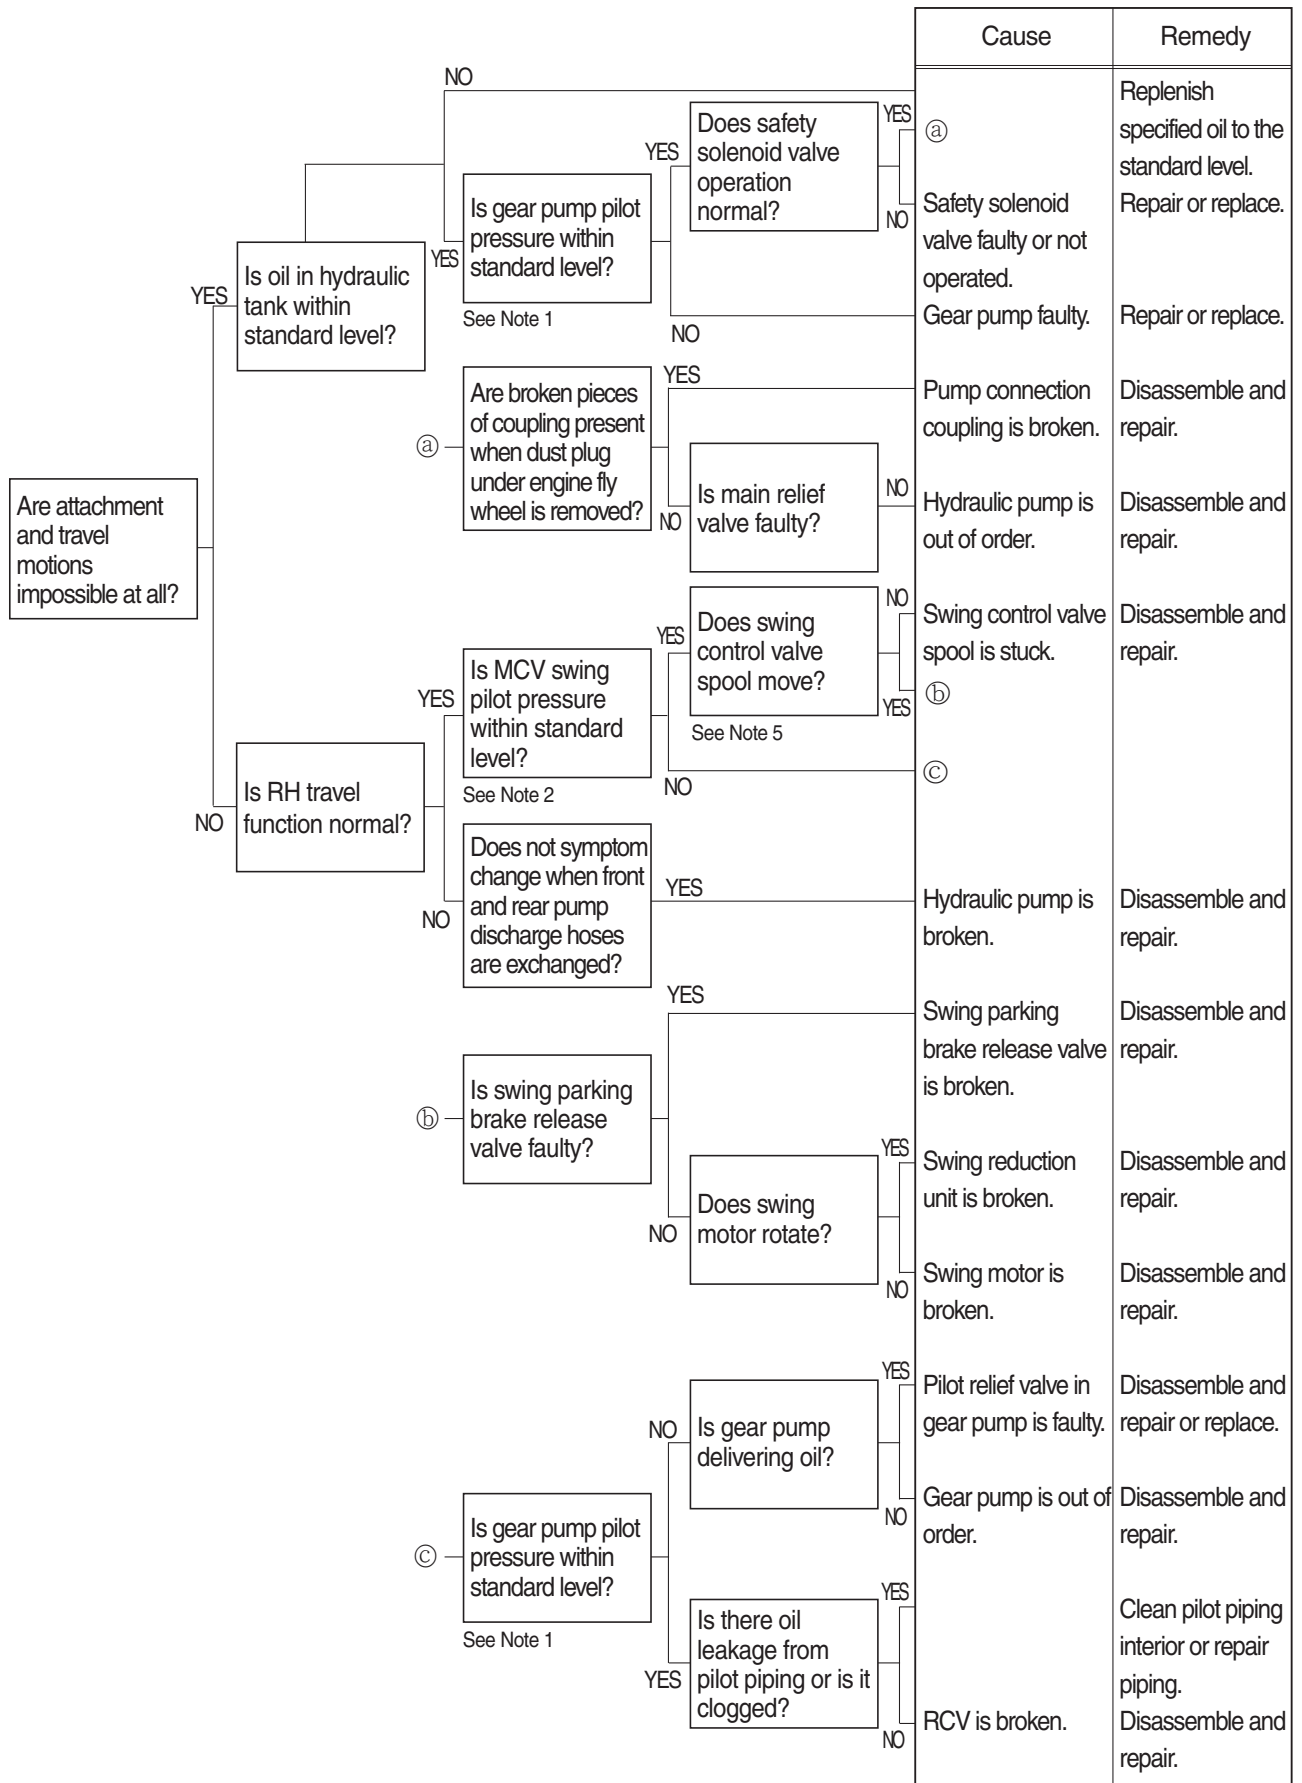 Cause
Remedy
NO
Replenish
specified oil to the
standard level.
Does safety
solenoid valve
operation
normal?
YES
ⓐ
YES
NO
Safety solenoid
valve faulty or not
operated.
Repair or replace.
Is gear pump pilot
pressure within
standard level?
YES
See Note 1
Is oil in hydraulic
tank within
standard level?
YES
NO
Gear pump faulty.
Repair or replace.
ⓐ
Are broken pieces
of coupling present
when dust plug
under engine fly
wheel is removed?
YES
Pump connection
coupling is broken.
Disassemble and
repair.
NO
Is main relief
valve faulty?
NO
Hydraulic pump is
out of order.
Disassemble and
repair.
Are attachment
and travel
motions
impossible at all?
Does swing
control valve
spool move?
See Note 5
NO
Swing control valve
spool is stuck.
Disassemble and
repair.
YES
YES
ⓑ
YES
Is MCV swing
pilot pressure
within standard
level?
See Note 2
NO
ⓒ
NO
Is RH travel
function normal?
NO
Does not symptom
change when front
and rear pump
discharge hoses
are exchanged?
YES
Hydraulic pump is
broken.
Disassemble and
repair.
YES
Swing parking
brake release valve
is broken.
Disassemble and
repair.
ⓑ
Is swing parking
brake release
valve faulty?
NO
Does swing
motor rotate?
YES
Swing reduction
unit is broken.
Disassemble and
repair.
NO
Swing motor is
broken.
Disassemble and
repair.
NO
Is gear pump
delivering oil?
YES
Pilot relief valve in
gear pump is faulty.
Disassemble and
repair or replace.
NO
Gear pump is out of
order.
Disassemble and
repair.
ⓒ
Is gear pump pilot
pressure within
standard level?
See Note 1
YES
Is there oil
leakage from
pilot piping or is it
clogged?
YES
Clean pilot piping
interior or repair
piping.
NO
RCV is broken.
Disassemble and
repair.